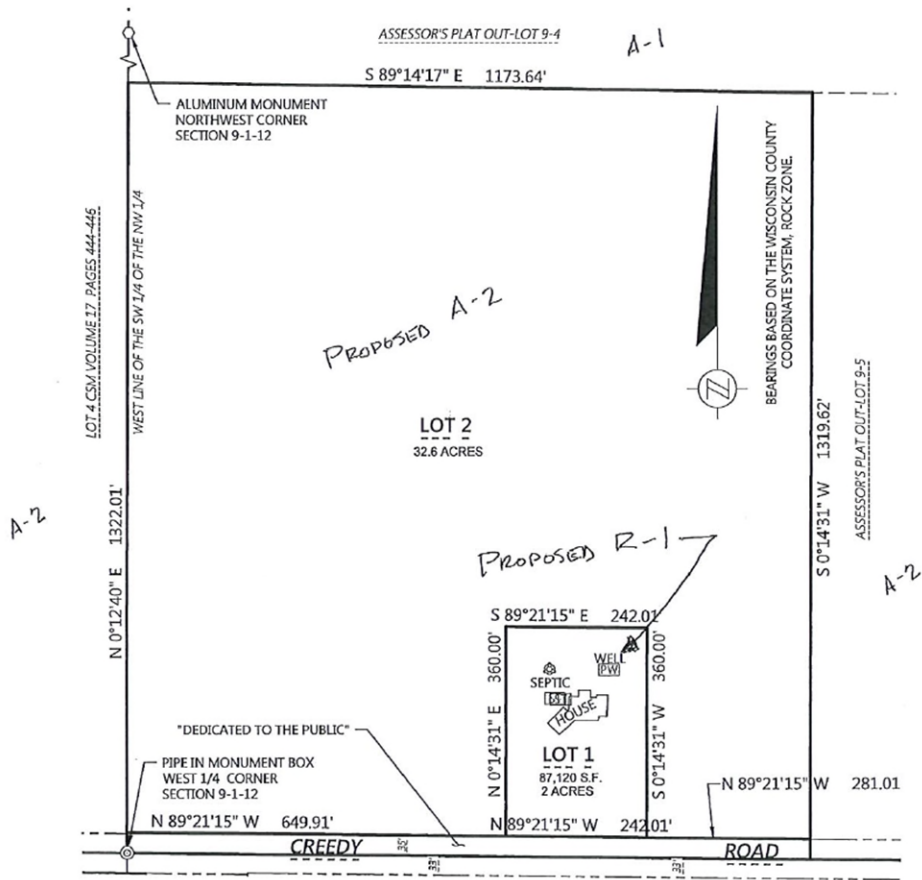 ASSESSOR'S PLAT OUT-LOT 9-4
A-1
S 89°14'17" E 1173.64'
ALUMINUM MONUMENT
NORTHWEST CORNER
SECTION 9-1-12
LOT 4 CSM VOLUME 17 PAGES 444-446
WEST LINE OF THE SW 1/4 OF THE NW 1/4
BEARINGS BASED ON THE WISCONSIN COUNTY
COORDINATE SYSTEM, ROCK ZONE.
PROPOSED A-2
LOT 2
32.6 ACRES
N 0°12'40" E 1322.01'
A-2
S 0°14'31" W 1319.62'
ASSESSOR'S PLAT OUT-LOT 9-5
A-2
PROPOSED R-1
S 89°21'15" E 242.01
N 0°14'31" E 360.00'
S 0°14'31" W 360.00'
WELL
PW
SEPTIC
HOUSE
LOT 1
87,120 S.F.
2 ACRES
"DEDICATED TO THE PUBLIC"
PIPE IN MONUMENT BOX
WEST 1/4 CORNER
SECTION 9-1-12
N 89°21'15" W 281.01
N 89°21'15" W 649.91'
N 89°21'15" W 242.01'
CREEDY ROAD
33'
33'